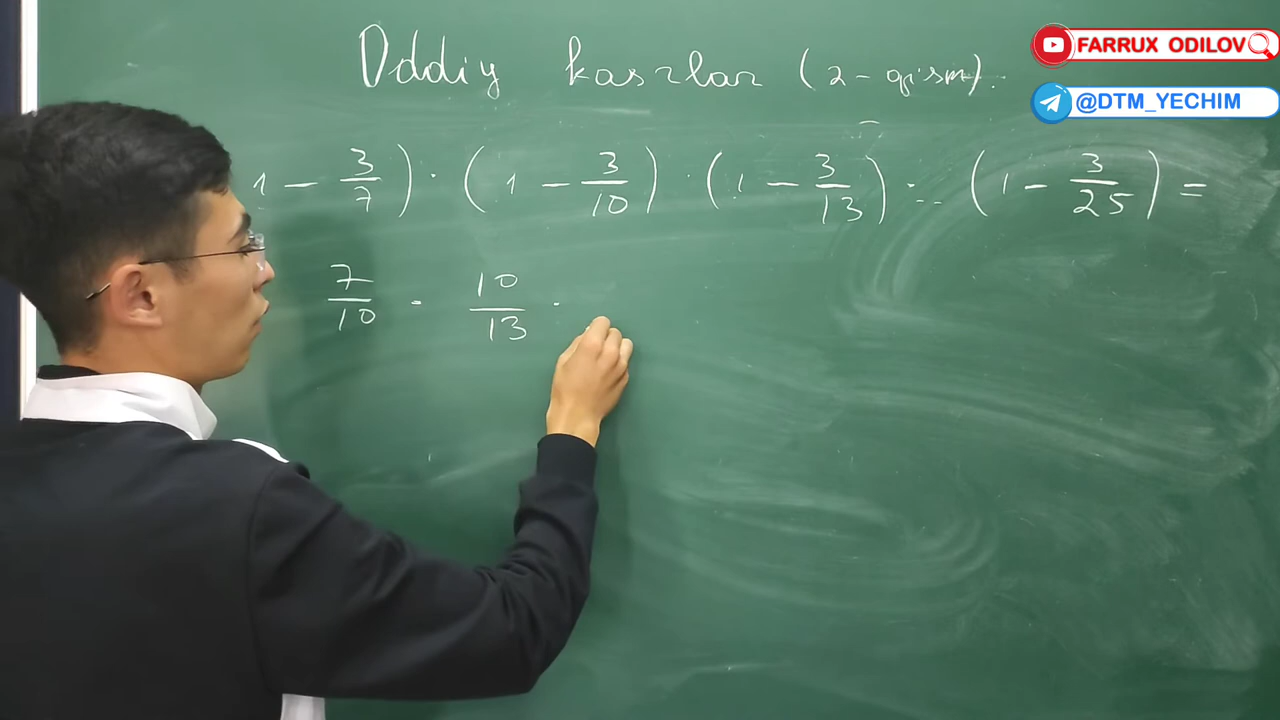 Oddiy kasrlar (2-qism).
FARRUX ODILOV
@DTM_YECHIM
1 - 3/7) · (1 - 3/10) · (1 - 3/13) ... (1 - 3/25) =
7/10 · 10/13 ·